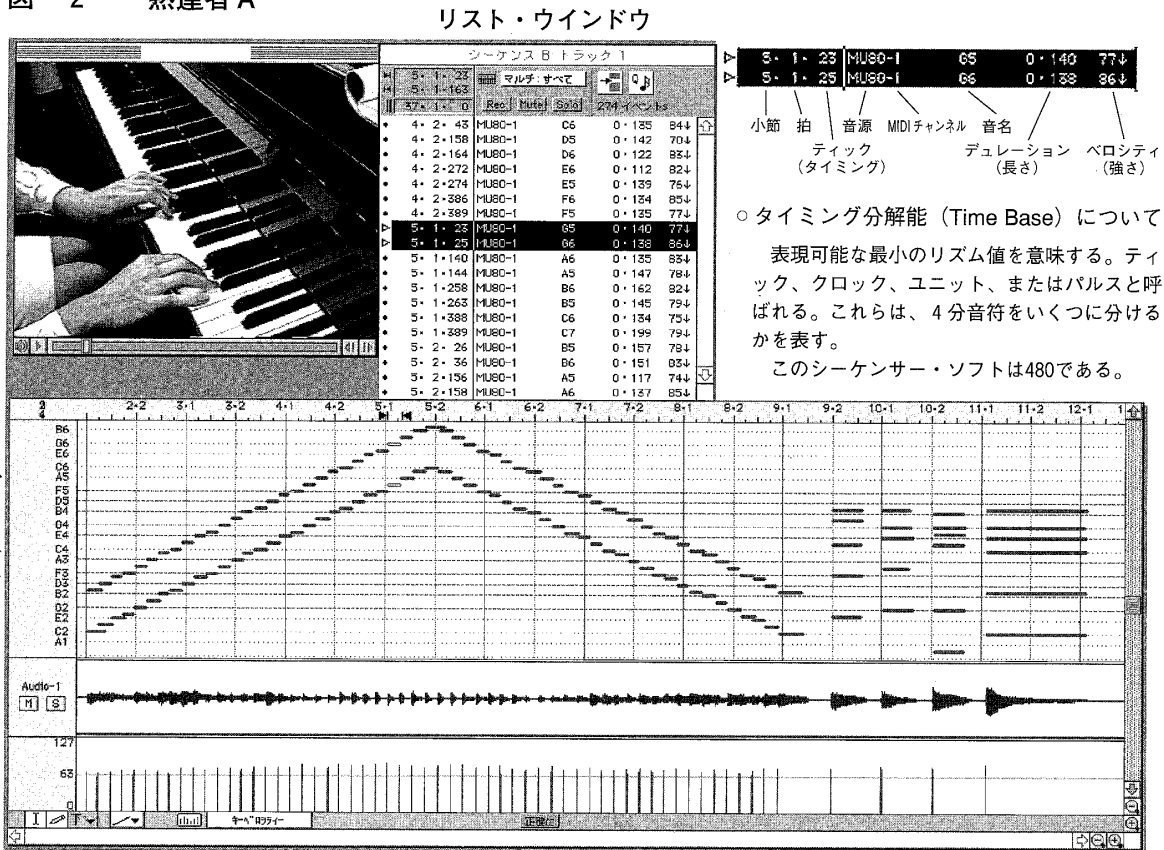 図 2 熟達者A
リスト・ウインドウ
シーケンス B トラック 1
5・ 1・ 23
5・ 1・163
37・ 1・ 0
マルチ:すべて
Rec Mute Solo 274 イベント
4・ 2・ 43 MU80-1 C6 0・135 84↓
4・ 2・158 MU80-1 D5 0・142 70↓
4・ 2・164 MU80-1 D6 0・122 83↓
4・ 2・272 MU80-1 E6 0・112 82↓
4・ 2・274 MU80-1 E5 0・139 76↓
4・ 2・386 MU80-1 F6 0・134 85↓
4・ 2・389 MU80-1 F5 0・135 77↓
5・ 1・ 23 MU80-1 G5 0・140 77↓
5・ 1・ 25 MU80-1 G6 0・138 86↓
5・ 1・140 MU80-1 A6 0・135 83↓
5・ 1・144 MU80-1 A5 0・147 78↓
5・ 1・258 MU80-1 B6 0・162 82↓
5・ 1・263 MU80-1 B5 0・145 79↓
5・ 1・388 MU80-1 C6 0・134 75↓
5・ 1・389 MU80-1 C7 0・199 79↓
5・ 2・ 26 MU80-1 B5 0・157 78↓
5・ 2・ 36 MU80-1 B6 0・151 83↓
5・ 2・156 MU80-1 A5 0・117 74↓
5・ 2・158 MU80-1 A6 0・137 85↓
5・ 1・ 23 MU80-1 G5 0・140 77↓
5・ 1・ 25 MU80-1 G6 0・138 86↓
小節 拍 音源 MIDIチャンネル 音名
ティック デュレーション ベロシティ
(タイミング) (長さ) (強さ)
○タイミング分解能(Time Base)について
表現可能な最小のリズム値を意味する。ティ
ック、クロック、ユニット、またはパルスと呼
ばれる。これらは、4分音符をいくつに分ける
かを表す。
このシーケンサー・ソフトは480である。
2・2 3・1 3・2 4・1 4・2 5・1 5・2 6・1 6・2 7・1 7・2 8・1 8・2 9・1 9・2 10・1 10・2 11・1 11・2 12・1
B6
G6
E6
C6
A5
F5
D5
B4
G4
E4
C4
A3
F3
D3
B2
G2
E2
C2
A1
Audio-1
M S
127
63
0
キーベロシティー